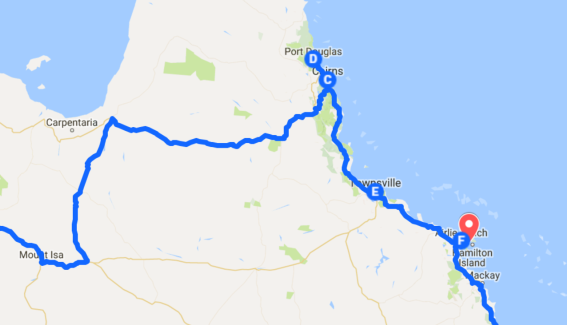 Port Douglas
D
Cairns
C
Carpentaria
Townsville
E
Airlie Beach
F
Hamilton
Island
Mackay
Mount Isa